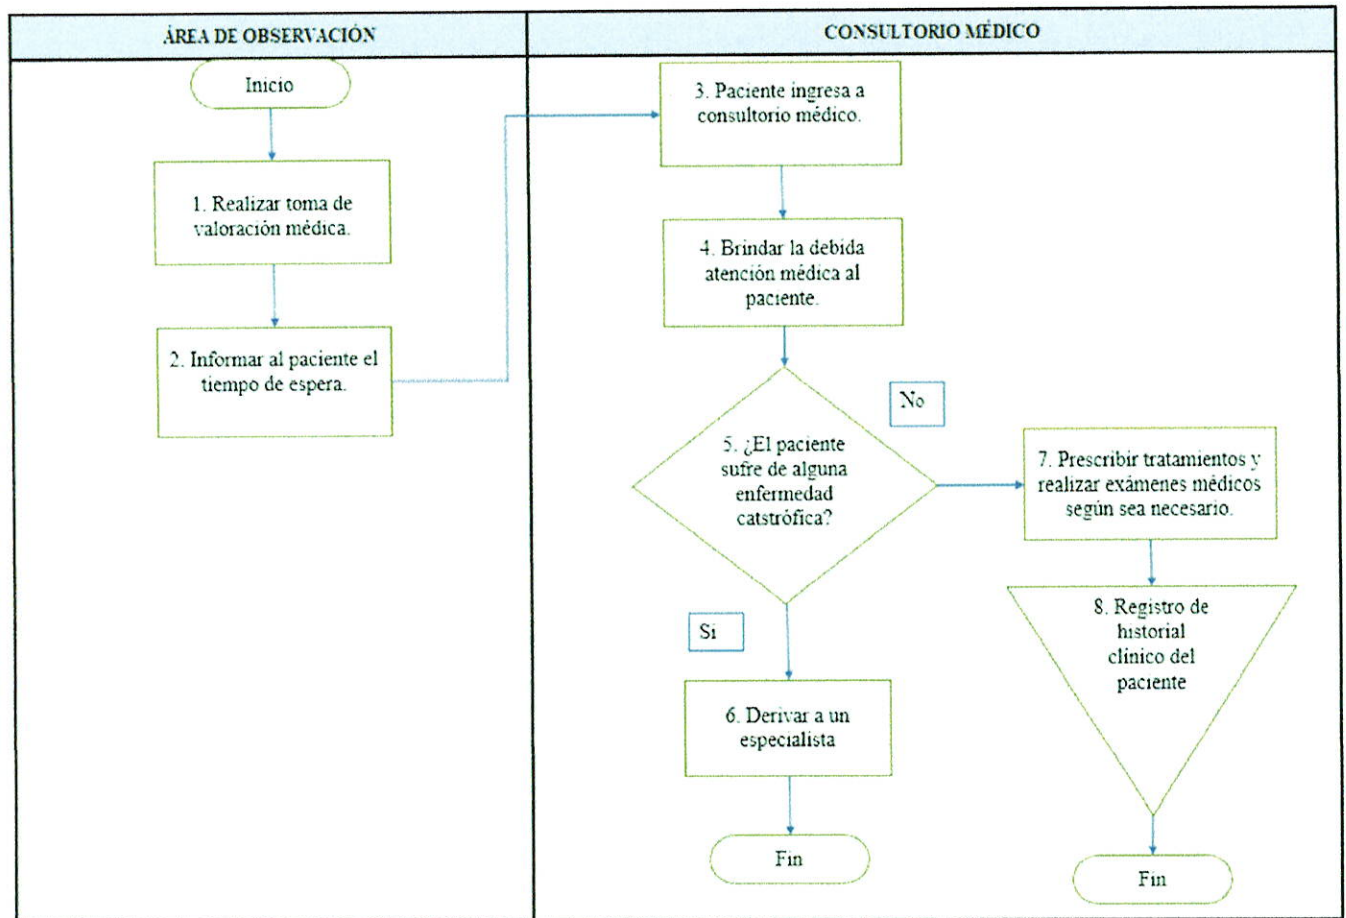 ÁREA DE OBSERVACIÓN
CONSULTORIO MÉDICO
Inicio
1. Realizar toma de
valoración médica.
2. Informar al paciente el
tiempo de espera.
3. Paciente ingresa a
consultorio médico.
4. Brindar la debida
atención médica al
paciente.
5. ¿El paciente
sufre de alguna
enfermedad
catstrófica?
No
Si
7. Prescribir tratamientos y
realizar exámenes médicos
según sea necesario.
8. Registro de
historial
clínico del
paciente
6. Derivar a un
especialista
Fin
Fin